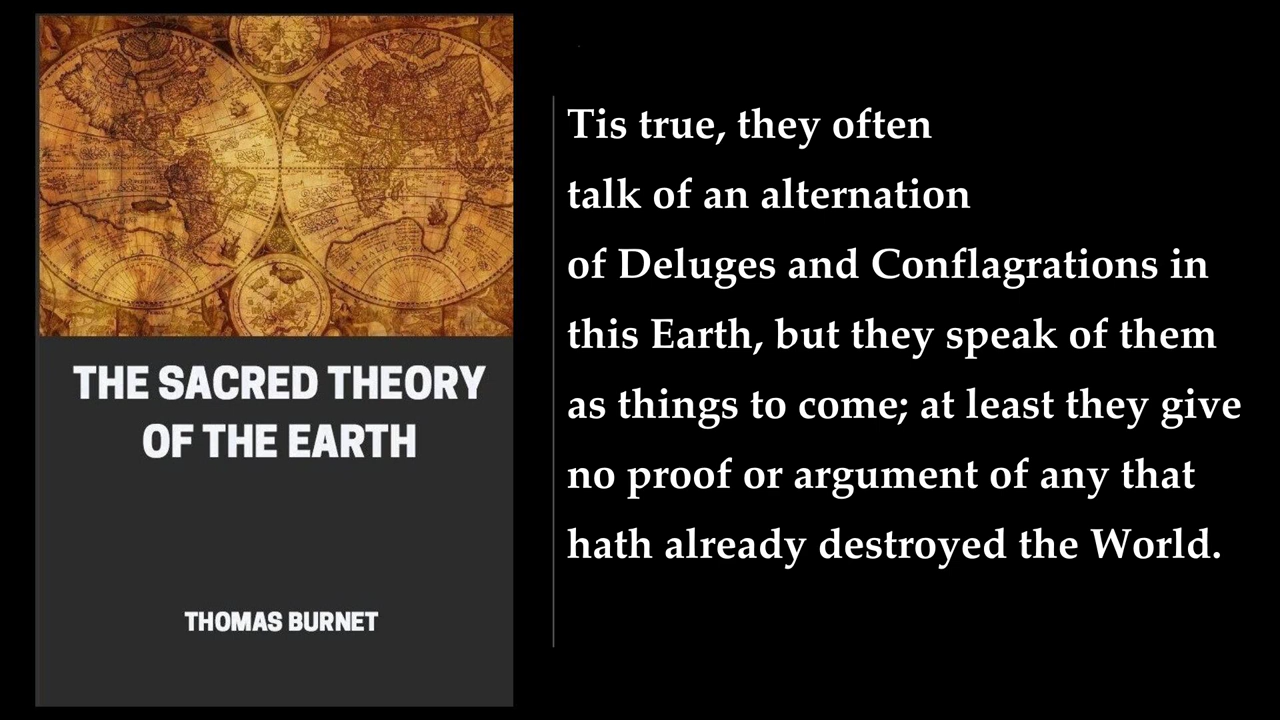 THE SACRED THEORY
OF THE EARTH
THOMAS BURNET
Tis true, they often
talk of an alternation
of Deluges and Conflagrations in
this Earth, but they speak of them
as things to come; at least they give
no proof or argument of any that
hath already destroyed the World.